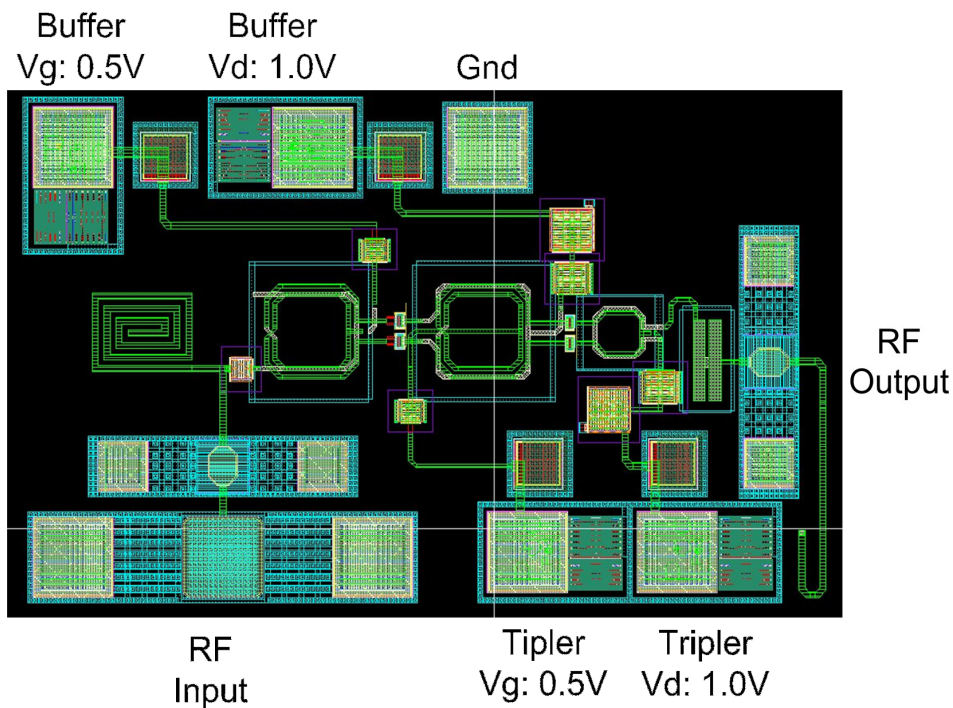 Buffer
Vg: 0.5V
Buffer
Vd: 1.0V
Gnd
RF
Output
RF
Input
Tipler
Vg: 0.5V
Tripler
Vd: 1.0V